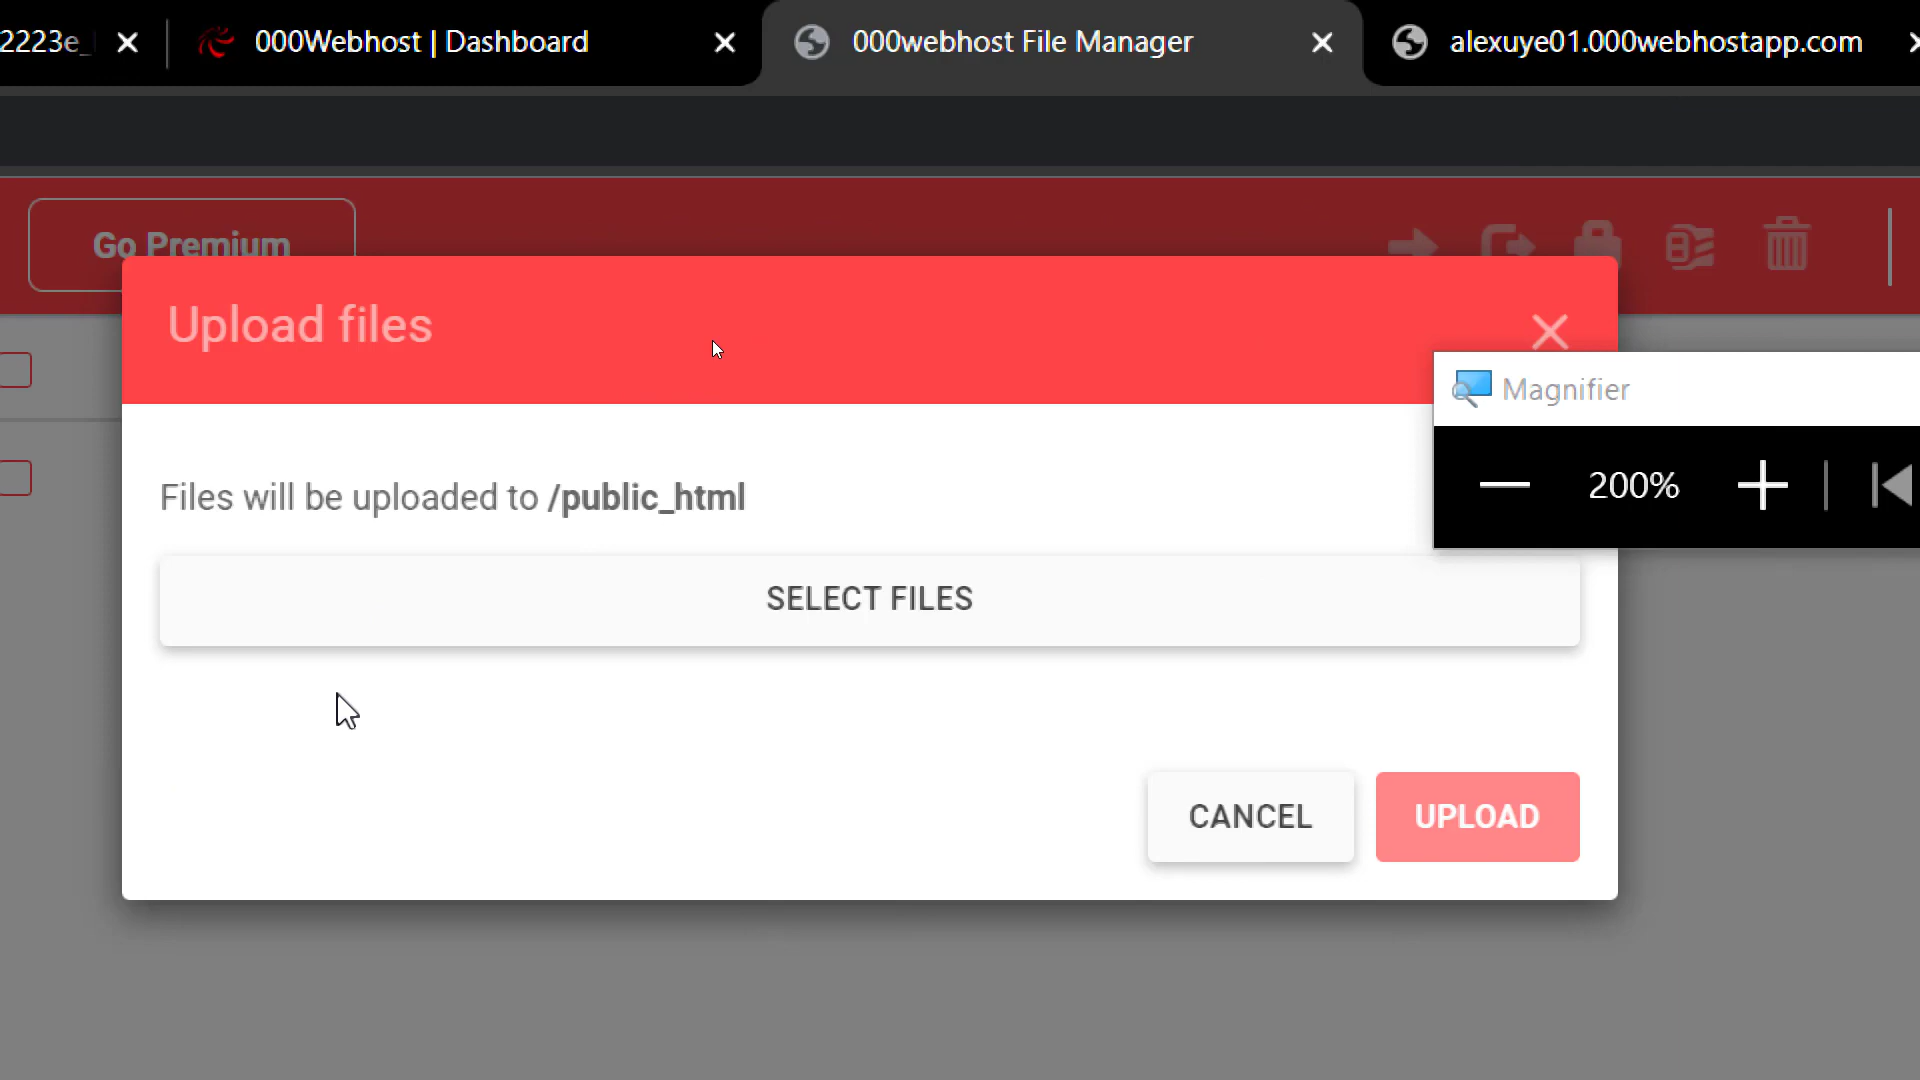 2223e_
000Webhost | Dashboard
000webhost File Manager
alexuye01.000webhostapp.com
Go Premium
Upload files
Magnifier
200%
Files will be uploaded to /public_html
SELECT FILES
CANCEL
UPLOAD